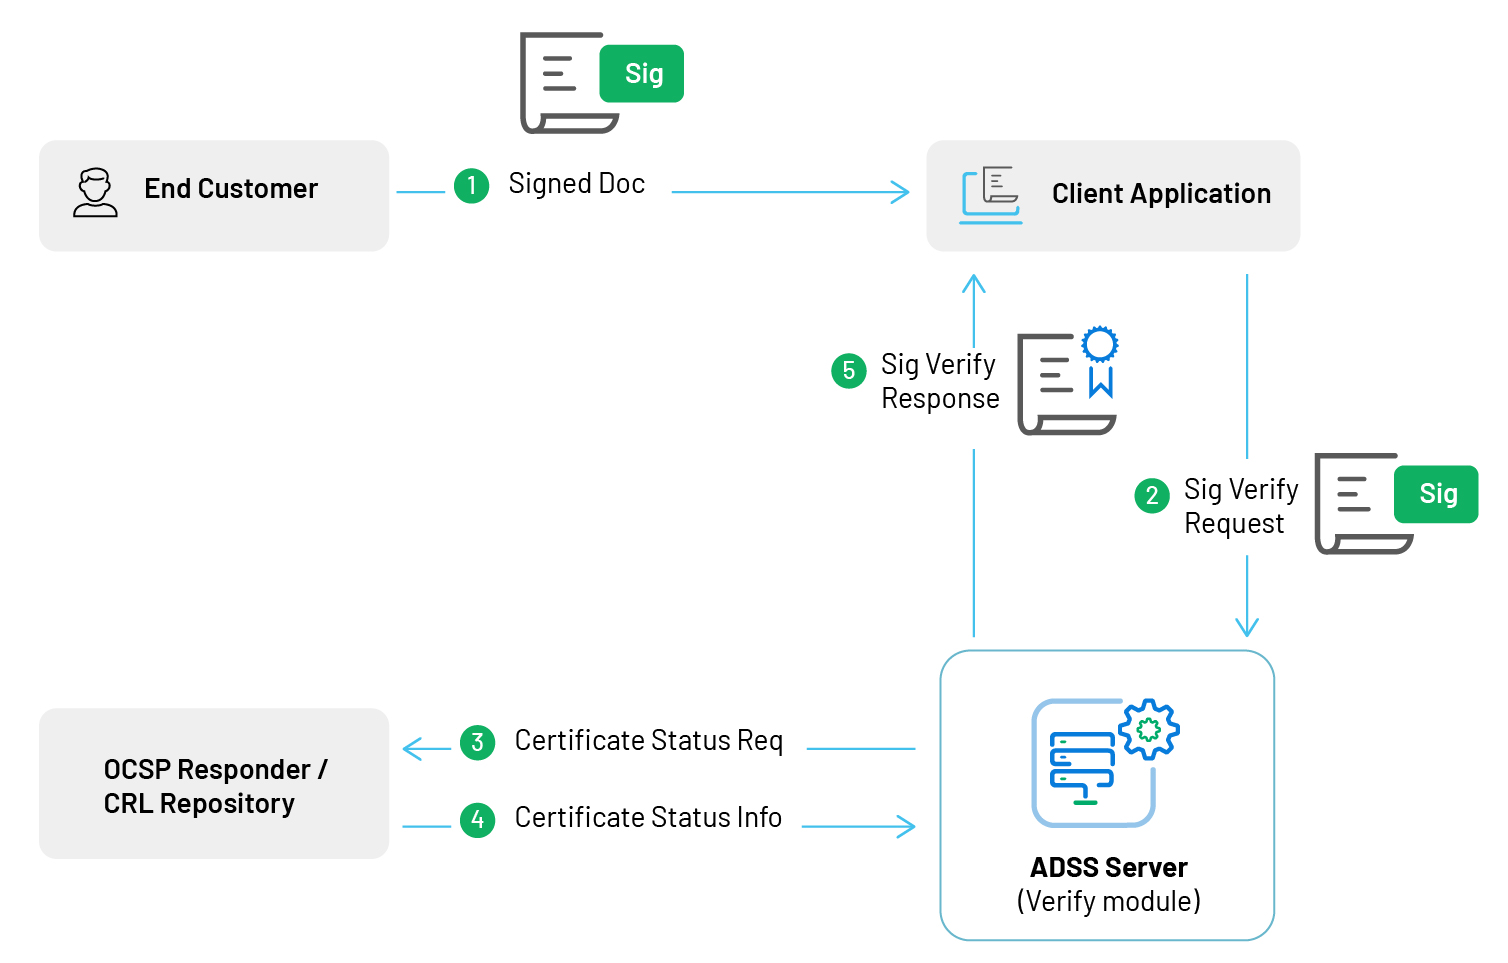 Sig
End Customer
1
Signed Doc
Client Application
5
Sig Verify
Response
2
Sig Verify
Request
Sig
OCSP Responder /
CRL Repository
3
Certificate Status Req
4
Certificate Status Info
ADSS Server
(Verify module)